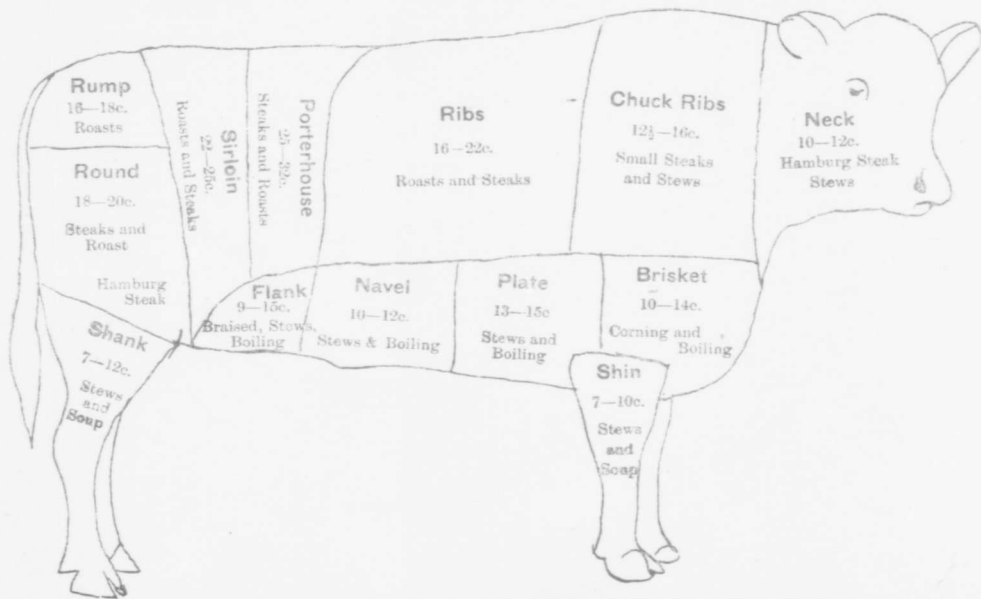 Rump
16—18c.
Roasts
Round
18—20c.
Steaks and
Roast
Hamburg
Steak
Shank
7—12c.
Stews
and
Soup
Sirloin
22—25c.
Roasts and Steaks
Porterhouse
25—32c.
Steaks and Roasts
Ribs
16—22c.
Roasts and Steaks
Chuck Ribs
12½—16c.
Small Steaks
and Stews
Neck
10—12c.
Hamburg Steak
Stews
Flank
9—15c.
Braised, Stews,
Boiling
Navel
10—12c.
Stews & Boiling
Plate
13—15c
Stews and
Boiling
Brisket
10—14c.
Corning and
Boiling
Shin
7—10c.
Stews
and
Soup